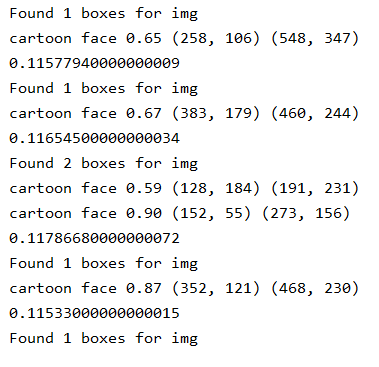 Found 1 boxes for img
cartoon face 0.65 (258, 106) (548, 347)
0.11577940000000009
Found 1 boxes for img
cartoon face 0.67 (383, 179) (460, 244)
0.11654500000000034
Found 2 boxes for img
cartoon face 0.59 (128, 184) (191, 231)
cartoon face 0.90 (152, 55) (273, 156)
0.11786680000000072
Found 1 boxes for img
cartoon face 0.87 (352, 121) (468, 230)
0.11533000000000015
Found 1 boxes for img